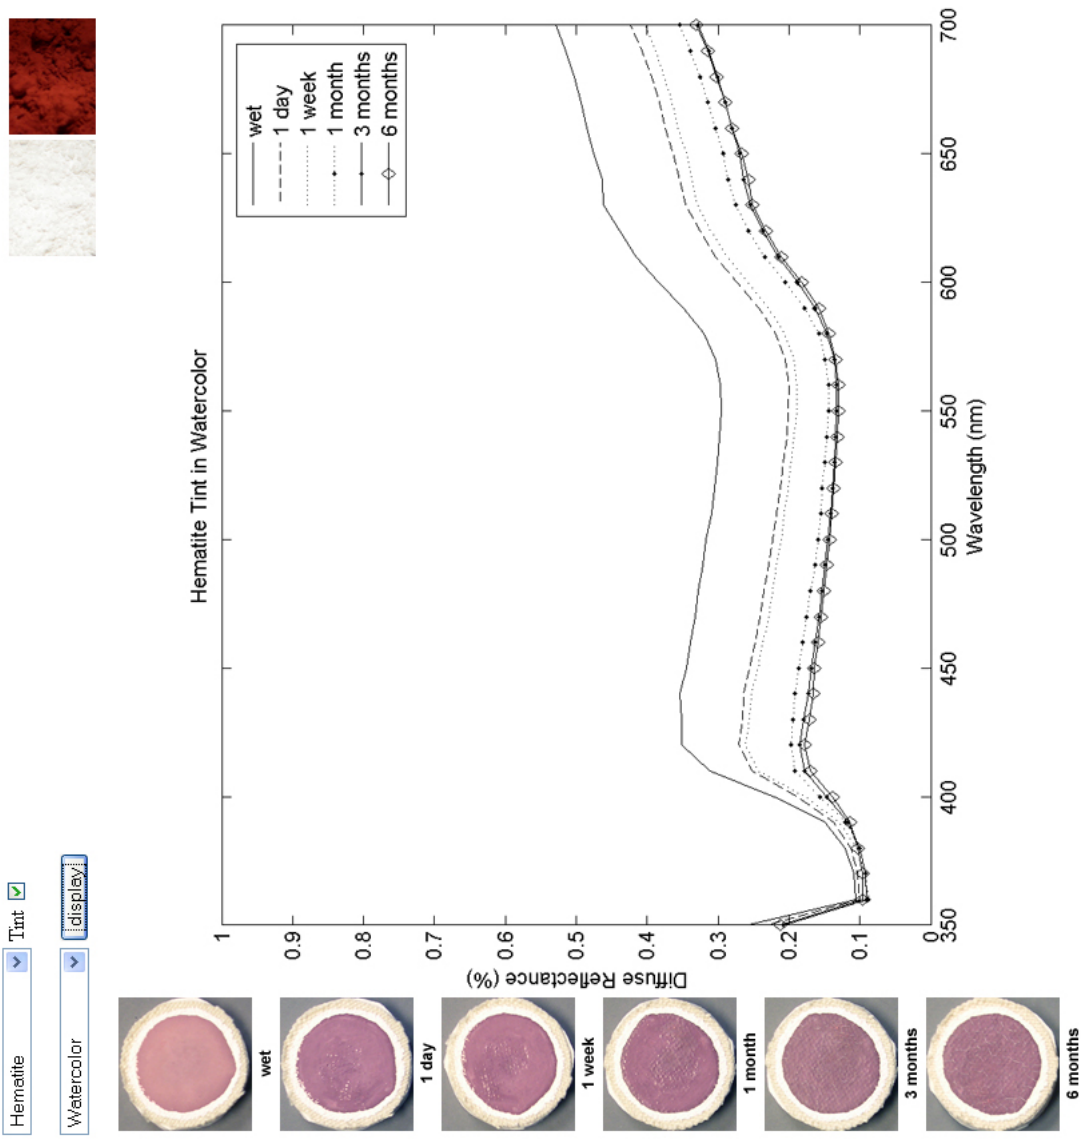 Hematite Tint
Watercolor display
wet
1 day
1 week
1 month
3 months
6 months
Hematite Tint in Watercolor
wet
1 day
1 week
1 month
3 months
6 months
Diffuse Reflectance (%)
1
0.9
0.8
0.7
0.6
0.5
0.4
0.3
0.2
0.1
0
350 400 450 500 550 600 650 700
Wavelength (nm)